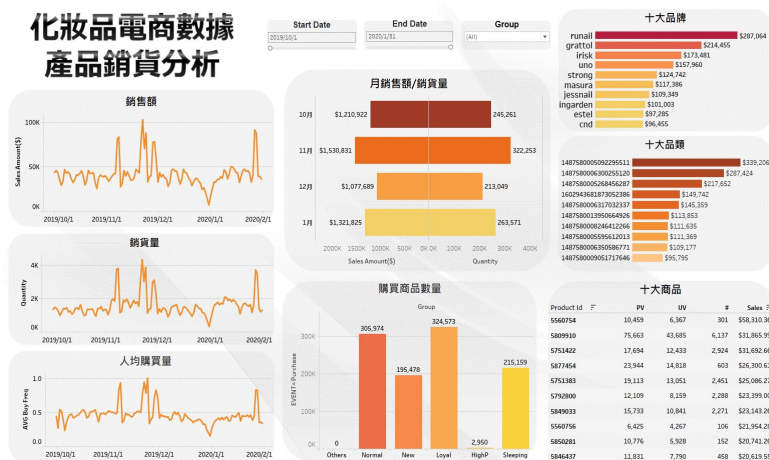 化妝品電商數據
產品銷貨分析
Start Date
2019/10/1
End Date
2020/1/31
Group
(All)
銷售額
Sales Amount($)
100K
50K
0K
2019/10/1 2019/11/1 2019/12/1 2020/2/1
銷貨量
Quantity
4K
2K
0K
2019/10/1 2019/11/1 2019/12/1 2020/2/1
人均購買量
AVG Buy Freq
1.0
0.5
0.0
2019/10/1 2019/11/1 2019/12/1 2020/2/1
月銷售額/銷貨量
10月 $1,210,922 245,261
11月 $1,530,831 322,253
12月 $1,077,689 213,049
1月 $1,321,825 263,571
2000K 1500K 1000K 500K 0K 0K 100K 200K 300K 400K
Sales Amount($) Quantity
購買商品數量
Group
EVENT=Purchase
300K
200K
100K
0K
0
305,974
195,478
324,573
2,950
215,159
Others Normal New Loyal HighP Sleeping
十大品牌
runail $287,064
grattol $214,455
irisk $173,481
uno $157,960
strong $124,742
masura $117,386
jessnail $109,349
ingarden $101,003
estel $97,285
cnd $96,455
十大品類
1487580005092295511 $339,206
1487580006300255120 $287,424
1487580005268456287 $217,652
1602943681873052386 $149,742
1487580006317032337 $145,359
1487580013950664926 $113,853
1487580008246412266 $111,635
1487580005595612013 $111,369
1487580006350586771 $109,177
1487580009051717646 $95,795
十大商品
Product Id PV UV # Sales
5560754 10,459 6,367 301 $58,310.36
5809910 75,663 43,685 6,137 $31,865.99
5751422 17,694 12,433 2,924 $31,692.66
5877454 23,944 14,818 603 $26,300.6
5751383 19,113 13,051 2,451 $25,086.2
5792800 12,109 8,159 2,288 $23,399.0
5849033 15,733 10,841 2,271 $23,143.20
5560756 6,425 4,267 106 $21,954.28
5850281 10,776 5,928 152 $20,741.20
5846437 11,831 7,790 458 $20,619.59